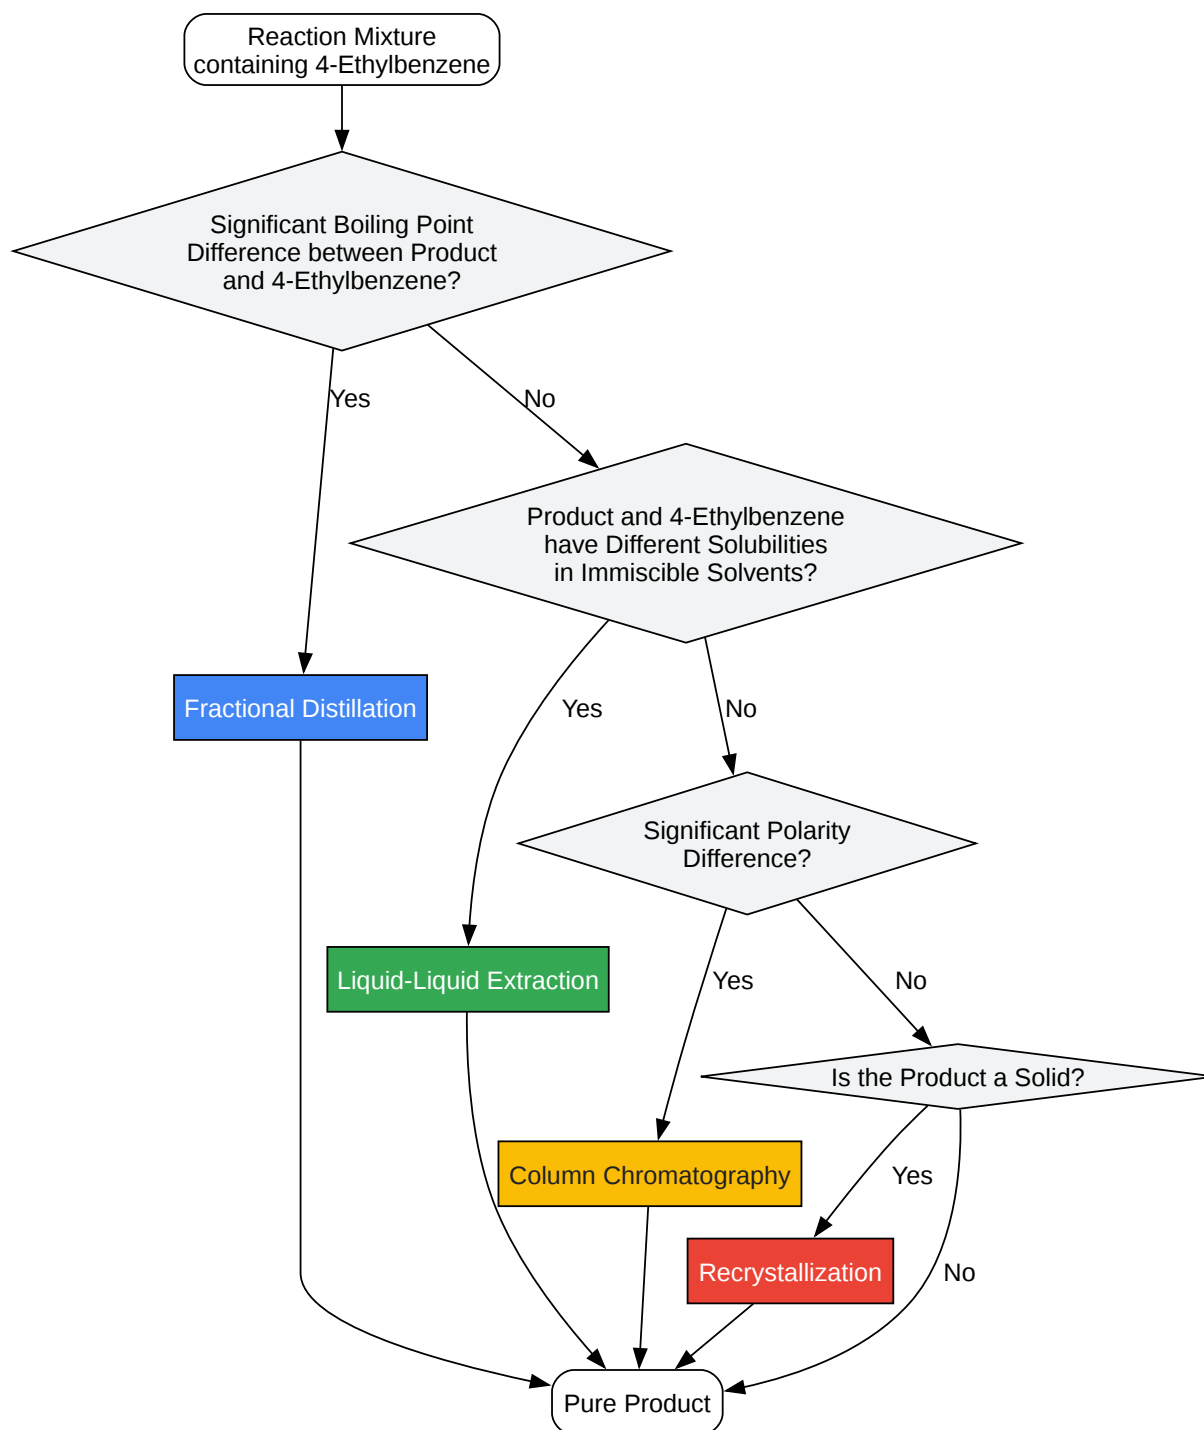 Reaction Mixture
containing 4-Ethylbenzene
Significant Boiling Point
Difference between Product
and 4-Ethylbenzene?
Yes
No
Product and 4-Ethylbenzene
have Different Solubilities
in Immiscible Solvents?
Fractional Distillation
Yes
No
Significant Polarity
Difference?
Liquid-Liquid Extraction
Yes
No
Is the Product a Solid?
Column Chromatography
Yes
Recrystallization
No
Pure Product